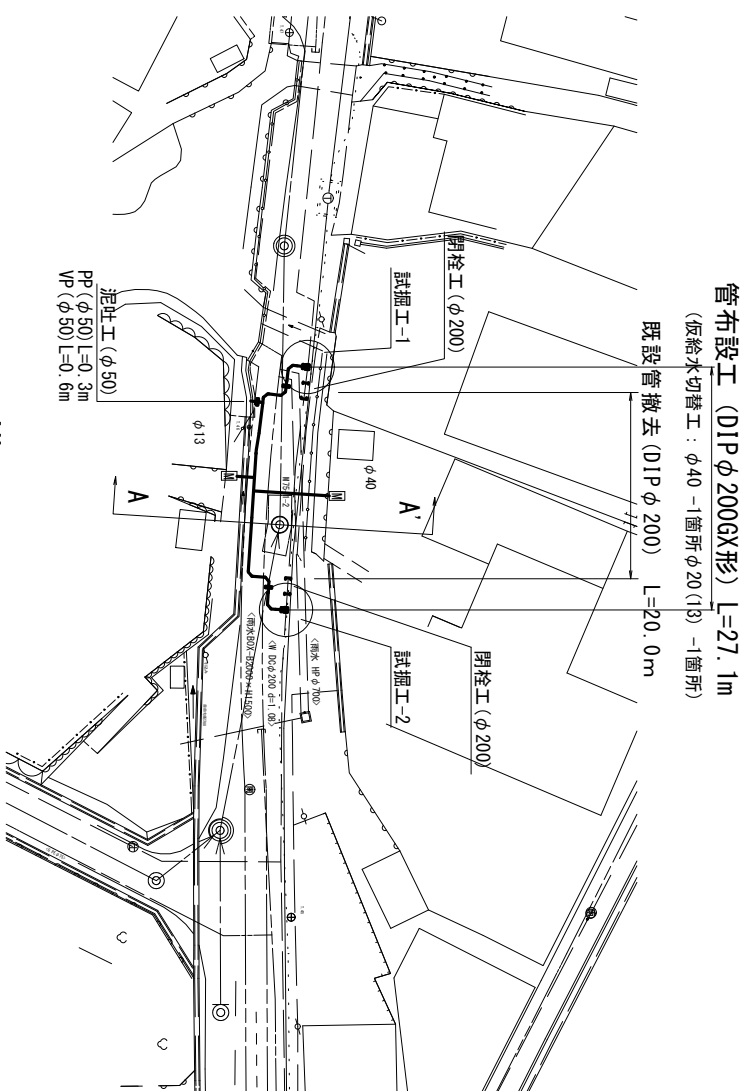 管布設工 (DIPφ200GX形) L=27.1m
(仮給水切替工：φ40-1箇所φ20(13)-1箇所)
既設管撤去(DIPφ200) L=20.0m
閉栓工(φ200)
試掘工-1
閉栓工(φ200)
試掘工-2
φ40
A'
M
<雨水 HPφ700>
<W DCφ200 d=1.08>
<雨水BOX-B2000×H1500>
φ13
M
A
泥吐工(φ50)
PP(φ50)L=0.3m
VP(φ50)L=0.6m